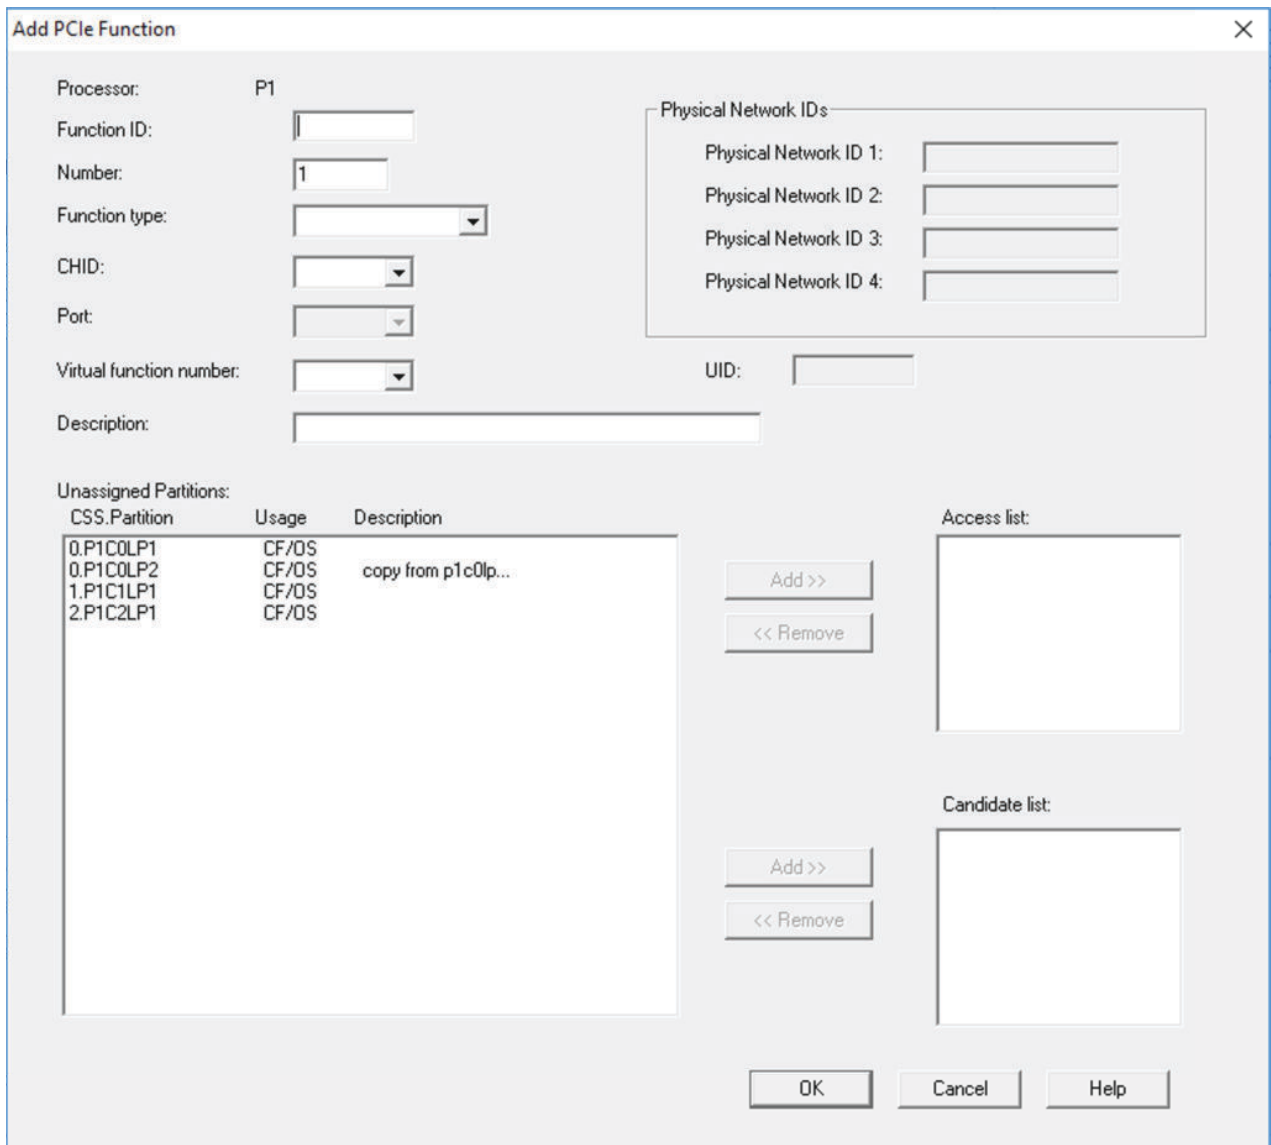 Add PCIe Function
Processor: P1
Function ID:
Number: 1
Function type:
CHID:
Port:
Virtual function number:
Description:
Physical Network IDs
Physical Network ID 1:
Physical Network ID 2:
Physical Network ID 3:
Physical Network ID 4:
UID:
Unassigned Partitions:
CSS.Partition Usage Description
0.P1C0LP1 CF/OS
0.P1C0LP2 CF/OS copy from p1c0lp...
1.P1C1LP1 CF/OS
2.P1C2LP1 CF/OS
Add >>
<< Remove
Access list:
Add >>
<< Remove
Candidate list:
OK Cancel Help